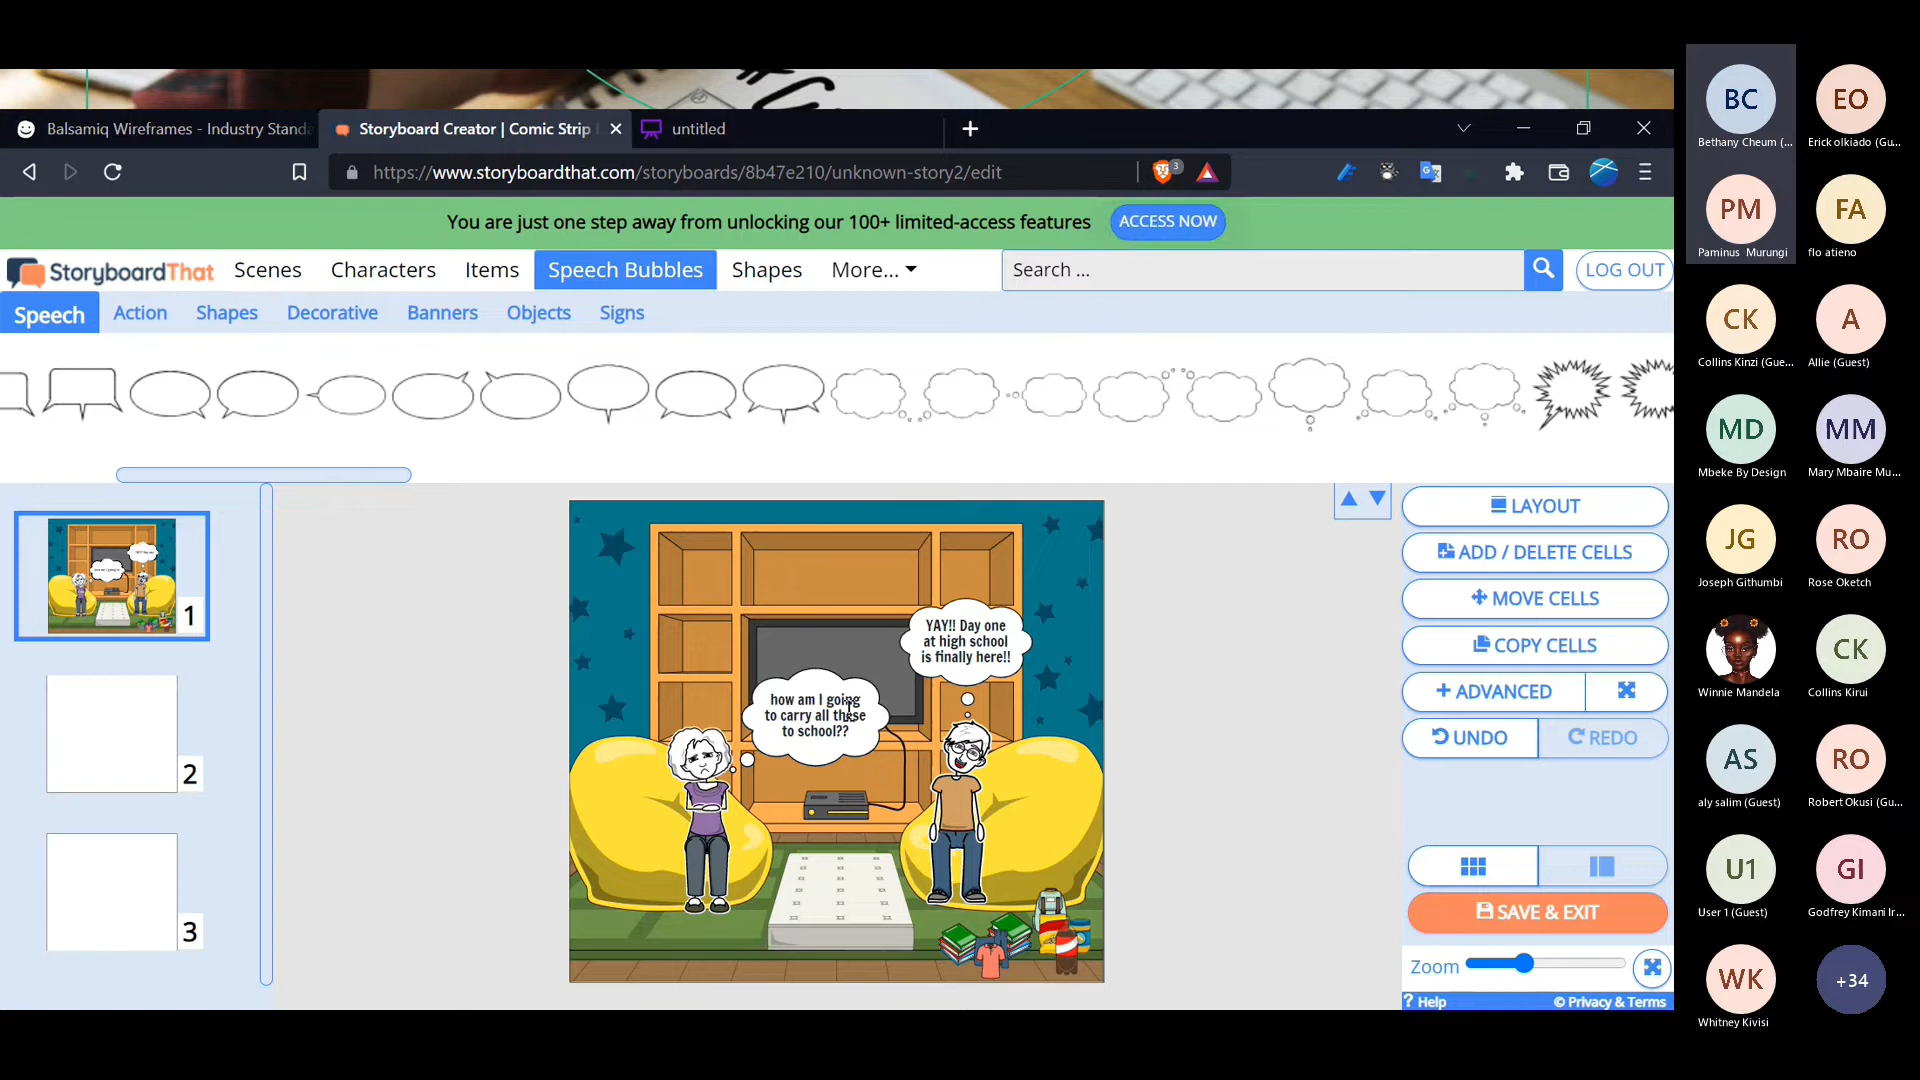 Balsamiq Wireframes - Industry Standa
Storyboard Creator | Comic Strip
untitled
https://www.storyboardthat.com/storyboards/8b47e210/unknown-story2/edit
3
You are just one step away from unlocking our 100+ limited-access features
ACCESS NOW
StoryboardThat
Scenes
Characters
Items
Speech Bubbles
Shapes
More...
Search ...
LOG OUT
Speech
Action
Shapes
Decorative
Banners
Objects
Signs
1
2
3
YAY!! Day one
at high school
is finally here!!
how am I going
to carry all these
to school??
LAYOUT
ADD / DELETE CELLS
MOVE CELLS
COPY CELLS
ADVANCED
UNDO
REDO
SAVE & EXIT
Zoom
? Help
© Privacy & Terms
BC
Bethany Cheum (...
EO
Erick olkiado (Gu...
PM
Paminus Murungi
FA
flo atieno
CK
Collins Kinzi (Gue...
A
Allie (Guest)
MD
Mbeke By Design
MM
Mary Mbaire Mu...
JG
Joseph Githumbi
RO
Rose Oketch
Winnie Mandela
CK
Collins Kirui
AS
aly salim (Guest)
RO
Robert Okusi (Gu...
U1
User 1 (Guest)
GI
Godfrey Kimani Ir...
WK
Whitney Kivisi
+34